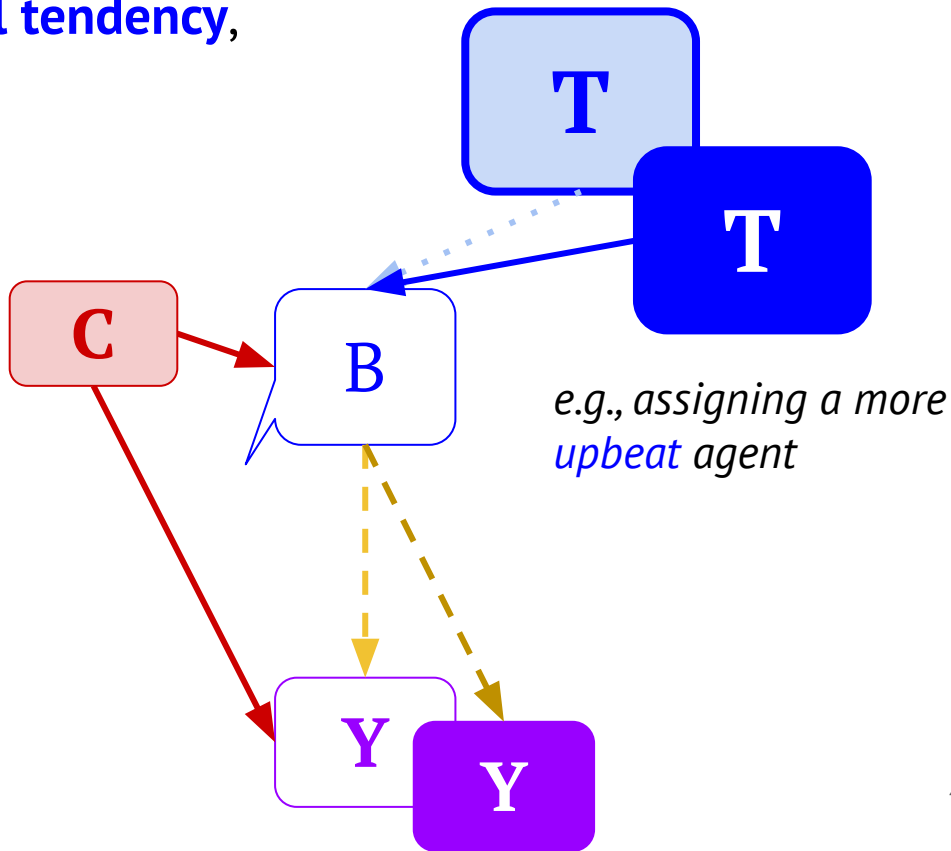 tendency,
T
T
C
B
e.g., assigning a more
upbeat agent
Y
Y